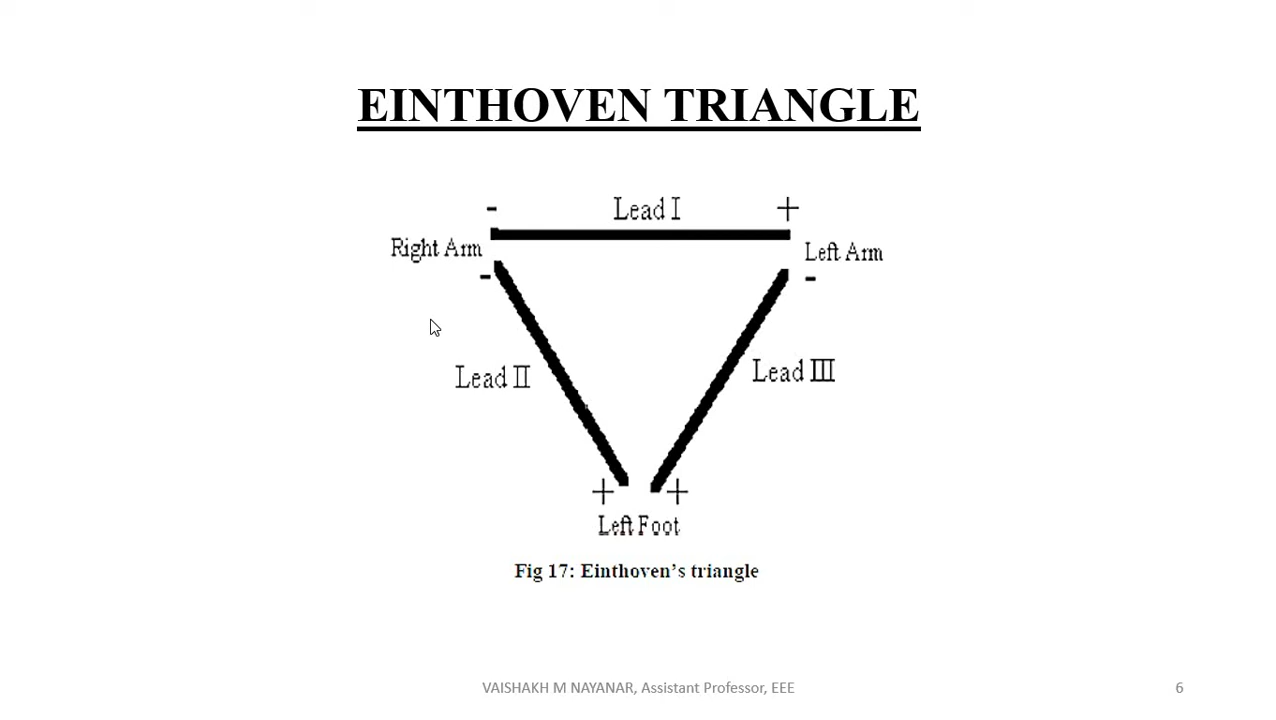 EINTHOVEN TRIANGLE
- Lead I +
Right Arm Left Arm
- -
Lead II Lead III
+ +
Left Foot
Fig 17: Einthoven's triangle
VAISHAKH M NAYANAR, Assistant Professor, EEE 6